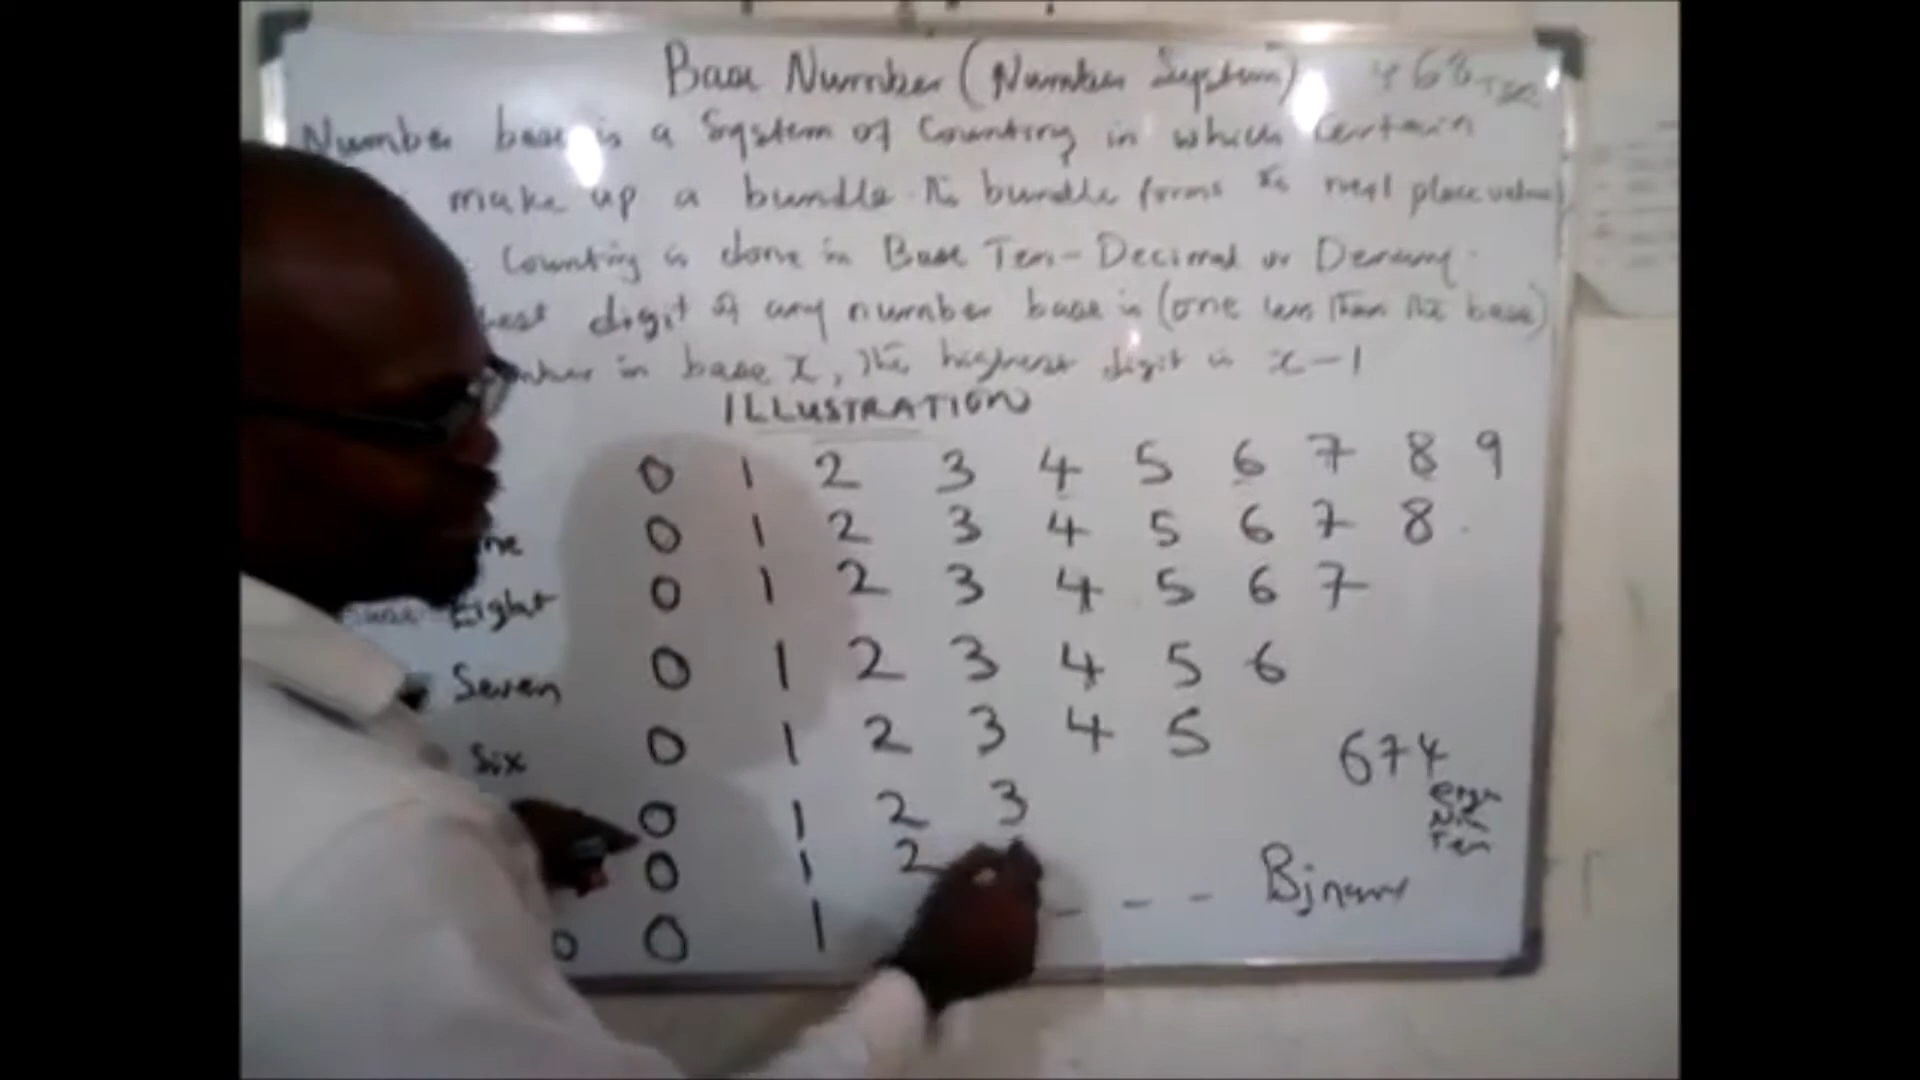 Base Number (Number System)
Number base is a System of Counting in which Certain
make up a bundle. The bundle forms the next place value
Counting is done in Base Ten - Decimal or Denary.
digit of any number base is (one less than the base)
in base x, the highest digit is x-1
ILLUSTRATION
0 1 2 3 4 5 6 7 8 9
ne 0 1 2 3 4 5 6 7 8
Eight 0 1 2 3 4 5 6 7
Seven 0 1 2 3 4 5 6
Six 0 1 2 3 4 5
674
0 1 2 3
Ten
0 1 2
- - - Binary
0 0 1